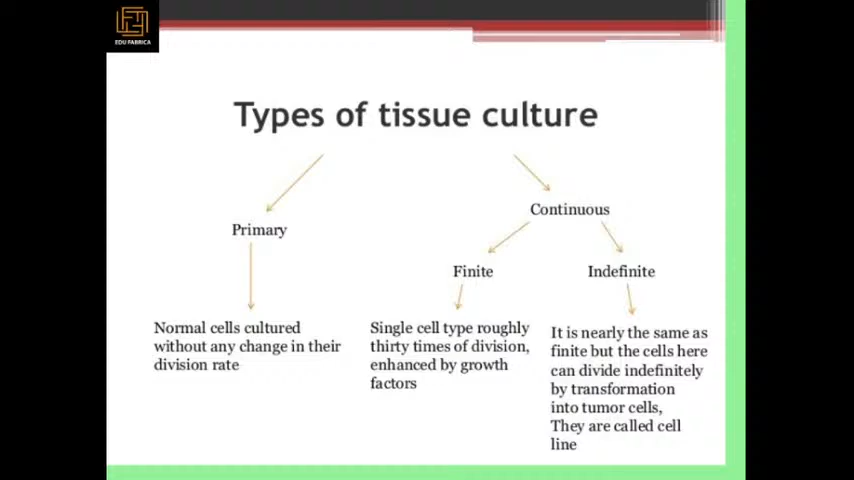 EDU FABRICA
Types of tissue culture
Primary
Normal cells cultured
without any change in their
division rate
Continuous
Finite
Single cell type roughly
thirty times of division,
enhanced by growth
factors
Indefinite
It is nearly the same as
finite but the cells here
can divide indefinitely
by transformation
into tumor cells,
They are called cell
line